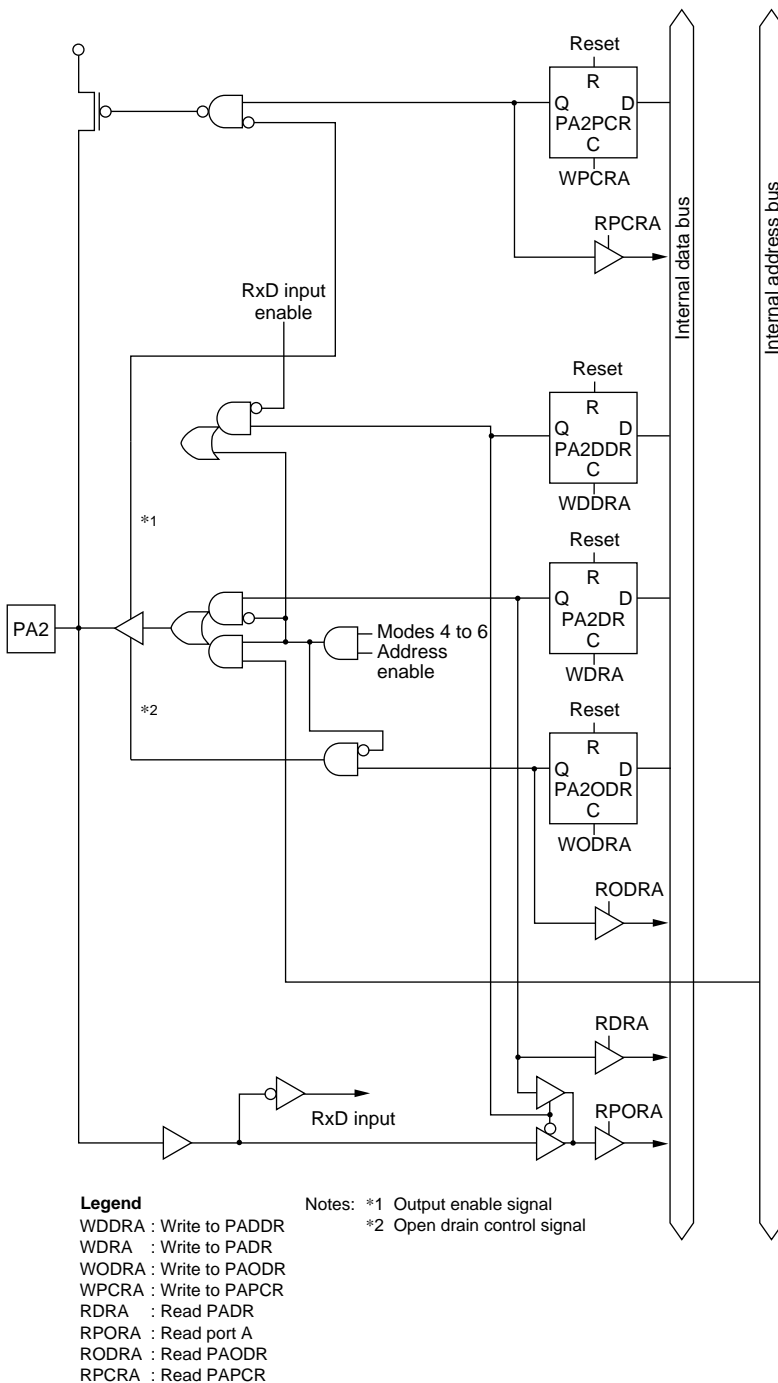 Reset
R
Q D
PA2PCR
C
WPCRA
RPCRA
Internal data bus
Internal address bus
RxD input
enable
Reset
R
Q D
PA2DDR
C
WDDRA
*1
Reset
R
Q D
PA2DR
C
WDRA
PA2
Modes 4 to 6
Address
enable
*2
Reset
R
Q D
PA2ODR
C
WODRA
RODRA
RDRA
RxD input
RPORA
Legend
WDDRA : Write to PADDR
WDRA : Write to PADR
WODRA : Write to PAODR
WPCRA : Write to PAPCR
RDRA : Read PADR
RPORA : Read port A
RODRA : Read PAODR
RPCRA : Read PAPCR
Notes: *1 Output enable signal
*2 Open drain control signal